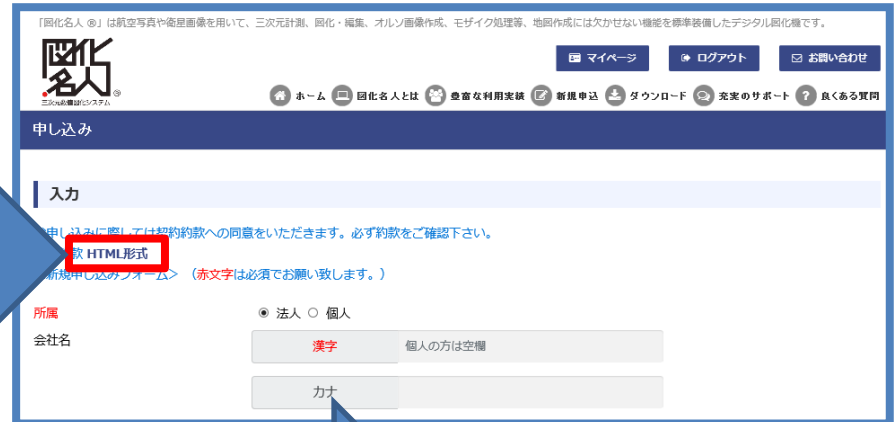 「図化名人 ®」は航空写真や衛星画像を用いて、三次元計測、図化・編集、オルソ画像作成、モザイク処理等、地図作成には欠かせない機能を標準装備したデジタル図化機です。
図化名人®
三次元数値図化システム
マイページ
ログアウト
お問い合わせ
ホーム 図化名人とは 豊富な利用実績 新規申込 ダウンロード 充実のサポート 良くある質問
申し込み
入力
申し込みに際しては契約約款への同意をいただきます。必ず約款をご確認下さい。
款 HTML形式
新規申し込みフォーム> （赤文字は必須でお願い致します。）
所属
法人 個人
会社名
漢字 個人の方は空欄
カナ